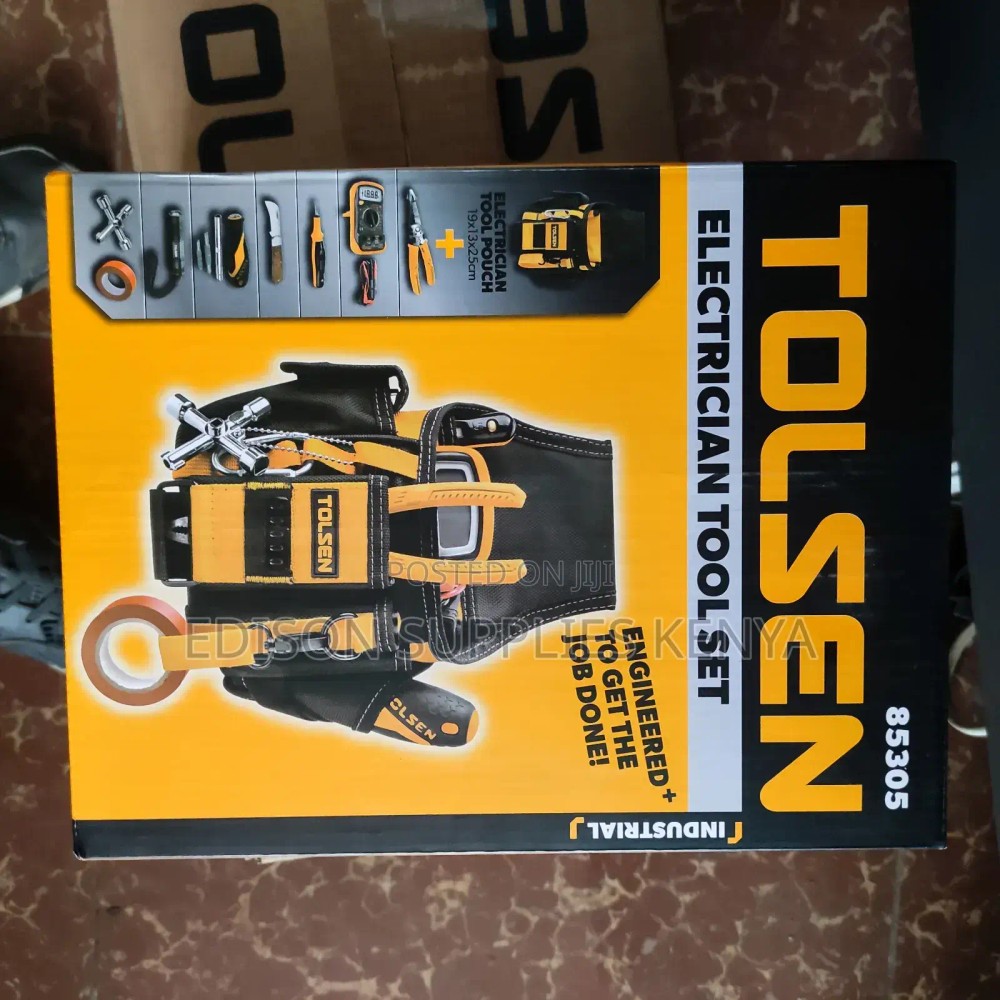 TOLSEN
85305
ELECTRICIAN TOOL SET
INDUSTRIAL
ELECTRICIAN
TOOL POUCH
19x13x25cm
+
TOLSEN
TOLSEN
OLSEN
ENGINEERED+
TO GET THE
JOB DONE!
POSTED ON JIJI
EDISON SUPPLIES KENYA